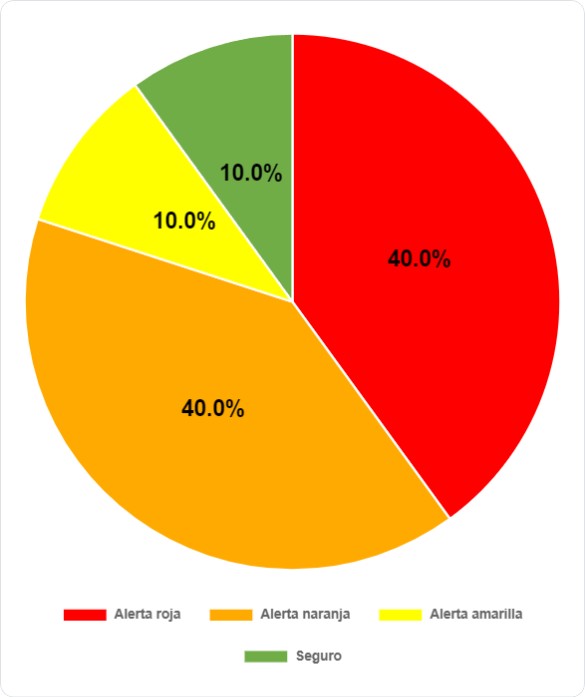 10.0%
10.0%
40.0%
40.0%
Alerta roja
Alerta naranja
Alerta amarilla
Seguro